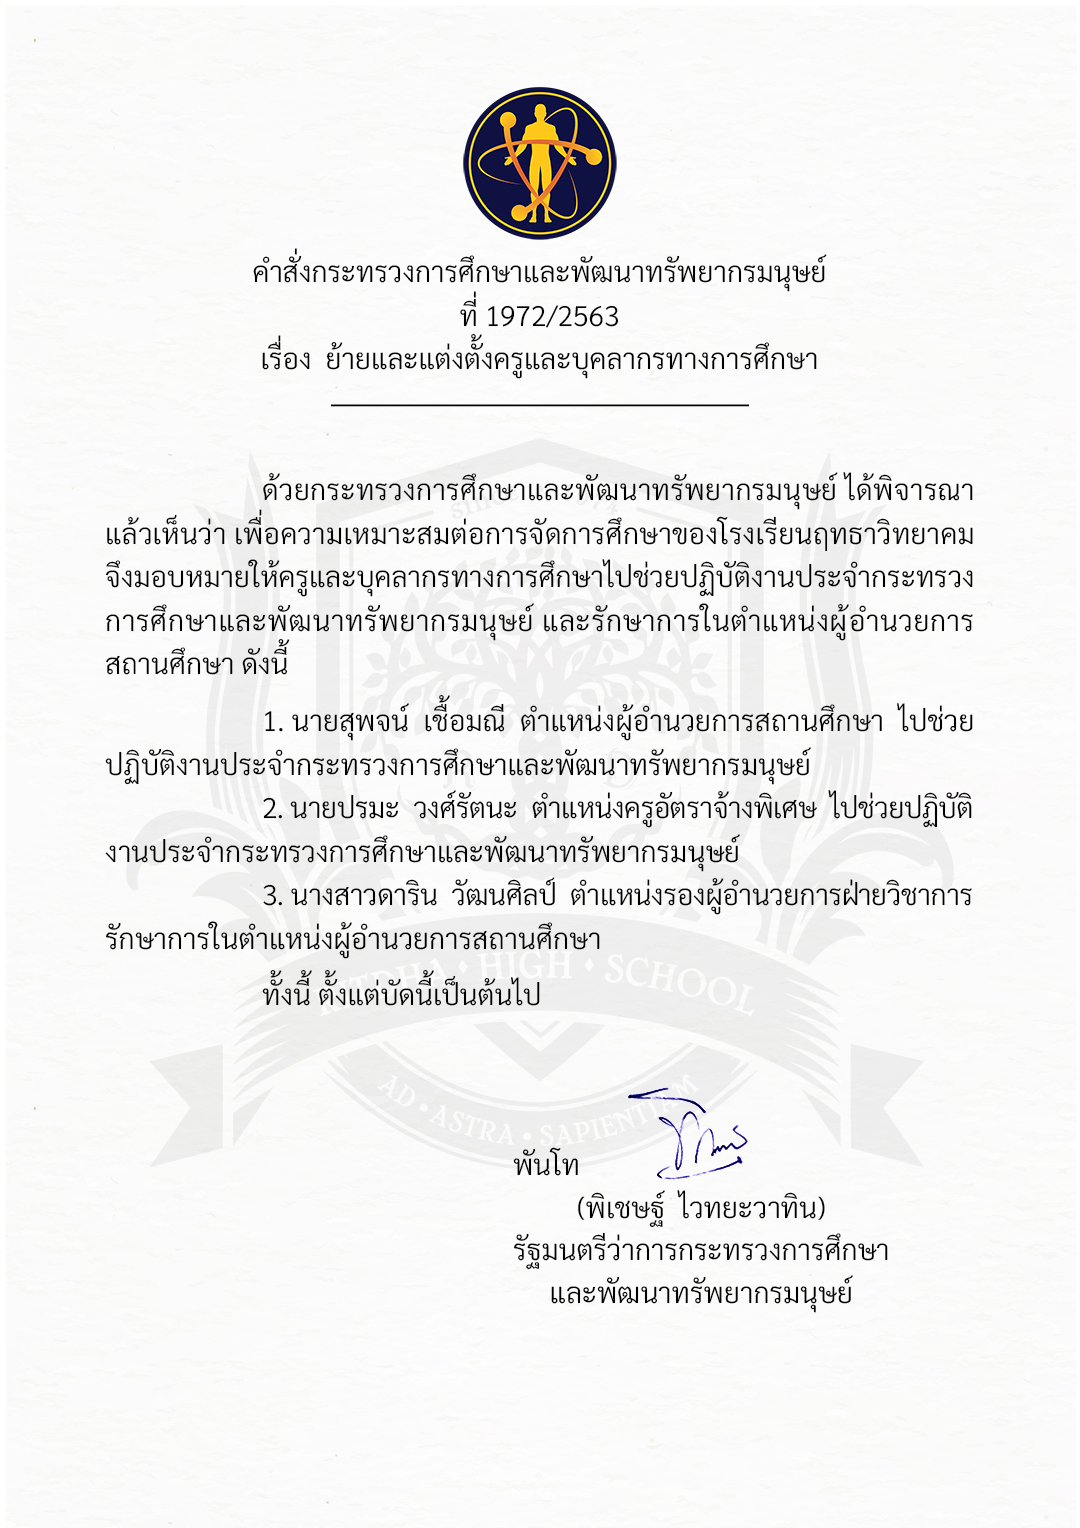 คำสั่งกระทรวงการศึกษาและพัฒนาทรัพยากรมนุษย์
ที่ 1972/2563
เรื่อง ย้ายและแต่งตั้งครูและบุคลากรทางการศึกษา
ด้วยกระทรวงการศึกษาและพัฒนาทรัพยากรมนุษย์ ได้พิจารณา
แล้วเห็นว่า เพื่อความเหมาะสมต่อการจัดการศึกษาของโรงเรียนฤทธาวิทยาคม
จึงมอบหมายให้ครูและบุคลากรทางการศึกษาไปช่วยปฏิบัติงานประจำกระทรวง
การศึกษาและพัฒนาทรัพยากรมนุษย์ และรักษาการในตำแหน่งผู้อำนวยการ
สถานศึกษา ดังนี้
1. นายสุพจน์ เชื้อมณี ตำแหน่งผู้อำนวยการสถานศึกษา ไปช่วย
ปฏิบัติงานประจำกระทรวงการศึกษาและพัฒนาทรัพยากรมนุษย์
2. นายปรมะ วงศ์รัตนะ ตำแหน่งครูอัตราจ้างพิเศษ ไปช่วยปฏิบัติ
งานประจำกระทรวงการศึกษาและพัฒนาทรัพยากรมนุษย์
3. นางสาวดาริน วัฒนศิลป์ ตำแหน่งรองผู้อำนวยการฝ่ายวิชาการ
รักษาการในตำแหน่งผู้อำนวยการสถานศึกษา
ทั้งนี้ ตั้งแต่บัดนี้เป็นต้นไป
HIGH • SCHOOL
AD • ASTRA • SAPIENTIAM
พันโท
(พิเชษฐ์ ไวทยะวาทิน)
รัฐมนตรีว่าการกระทรวงการศึกษา
และพัฒนาทรัพยากรมนุษย์